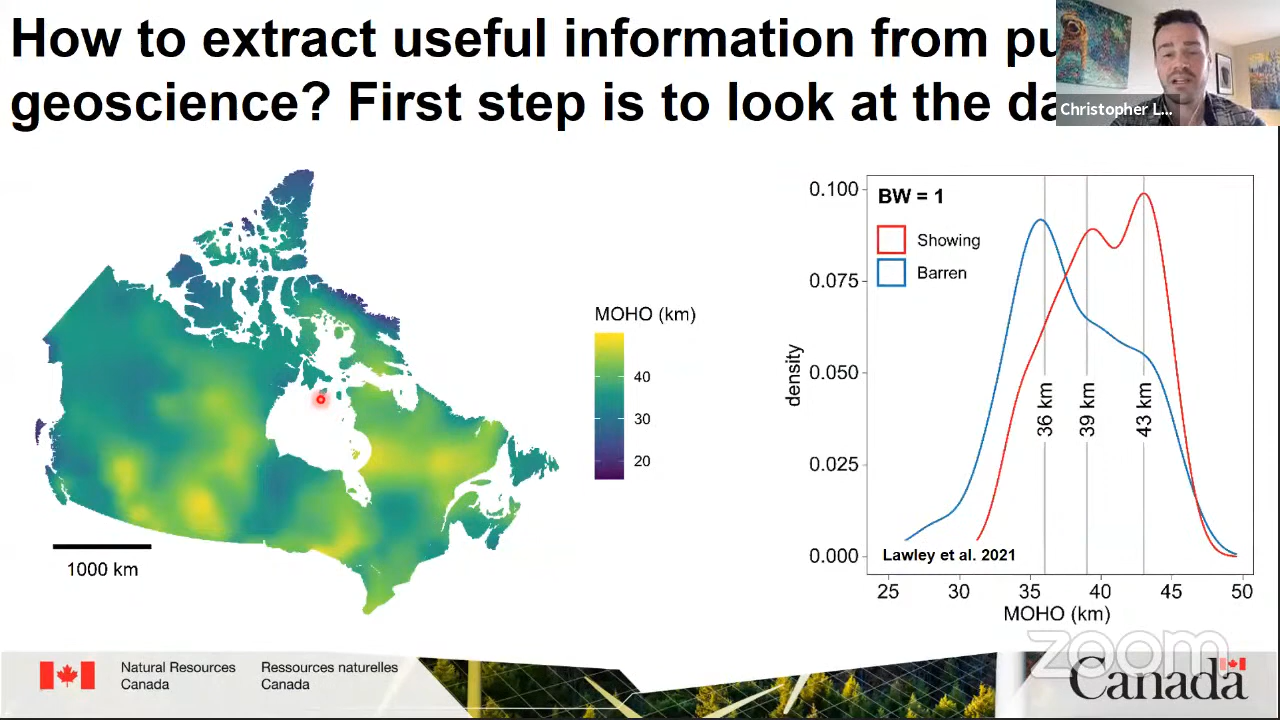 How to extract useful information from pu
geoscience? First step is to look at the da
Christopher L...
MOHO (km)
40
30
20
1000 km
0.100
0.075
0.050
0.025
0.000
density
BW = 1
Showing
Barren
36 km
39 km
43 km
Lawley et al. 2021
25 30 35 40 45 50
MOHO (km)
zoom
Natural Resources Canada
Ressources naturelles Canada
Canada